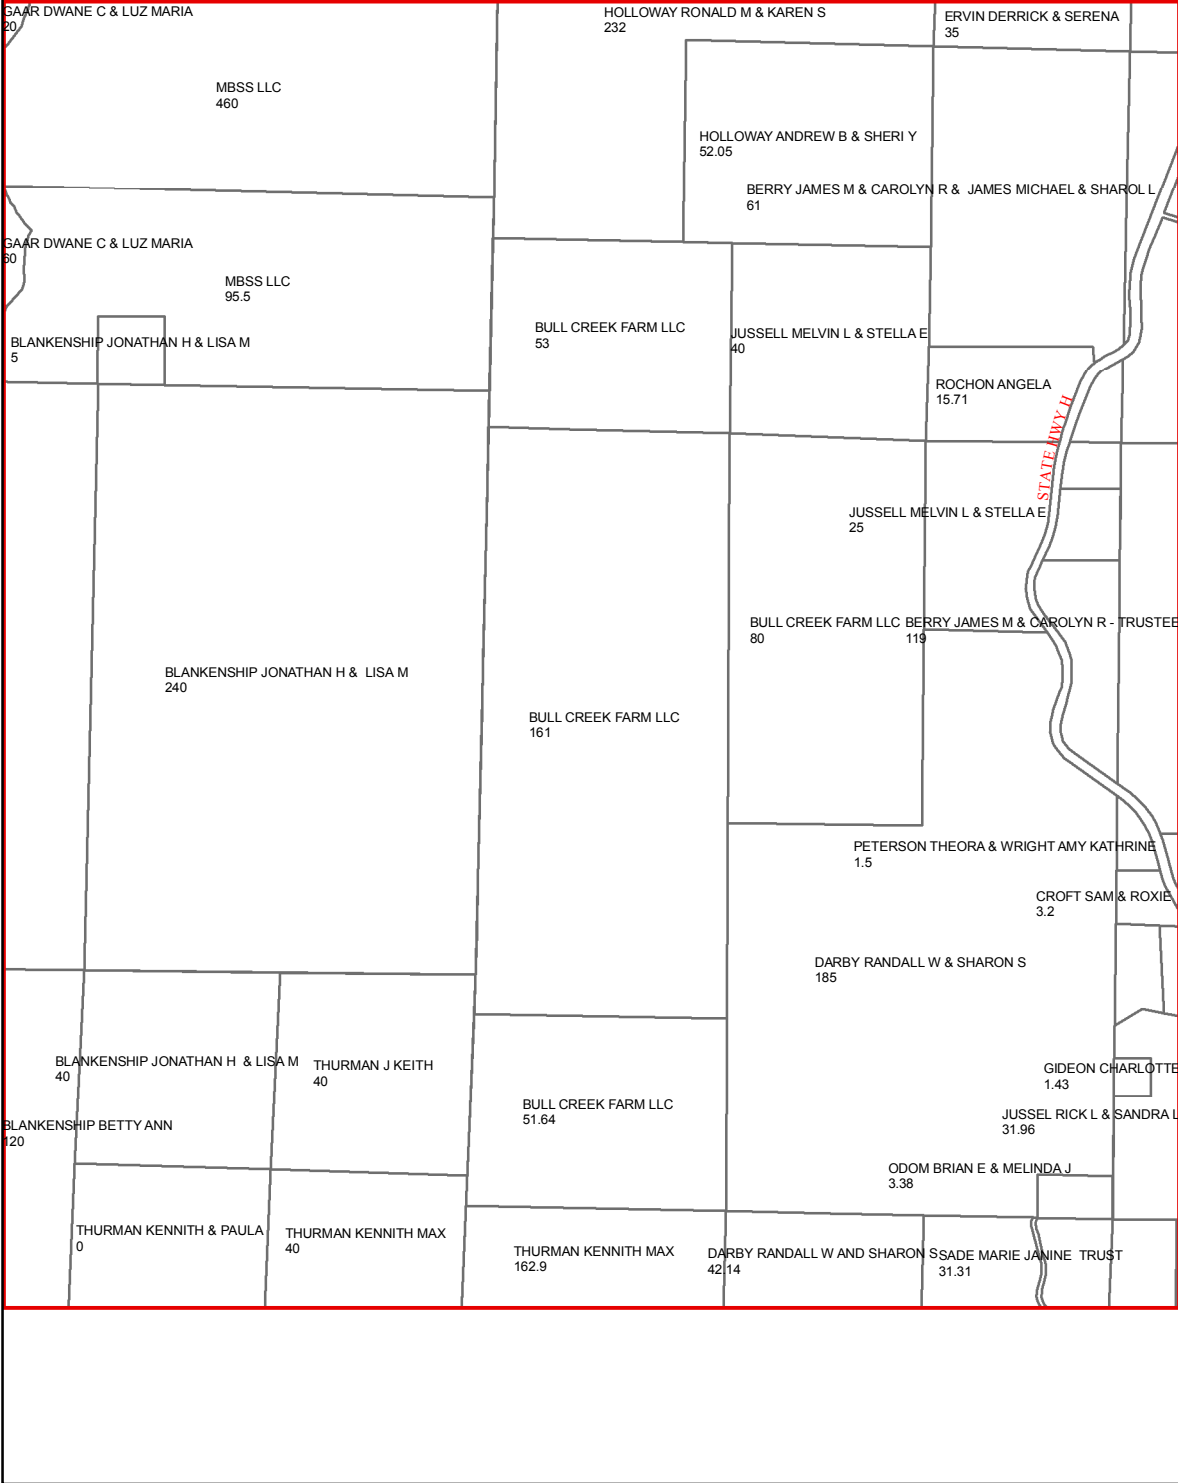 GAAR DWANE C & LUZ MARIA
20
HOLLOWAY RONALD M & KAREN S
232
ERVIN DERRICK & SERENA
35
MBSS LLC
460
HOLLOWAY ANDREW B & SHERI Y
52.05
BERRY JAMES M & CAROLYN R & JAMES MICHAEL & SHAROL L
61
GAAR DWANE C & LUZ MARIA
60
MBSS LLC
95.5
BULL CREEK FARM LLC
53
JUSSELL MELVIN L & STELLA E
40
BLANKENSHIP JONATHAN H & LISA M
5
ROCHON ANGELA
15.71
STATE HWY H
JUSSELL MELVIN L & STELLA E
25
BULL CREEK FARM LLC
80
BERRY JAMES M & CAROLYN R - TRUSTEE
119
BLANKENSHIP JONATHAN H & LISA M
240
BULL CREEK FARM LLC
161
PETERSON THEORA & WRIGHT AMY KATHRINE
1.5
CROFT SAM & ROXIE
3.2
DARBY RANDALL W & SHARON S
185
BLANKENSHIP JONATHAN H & LISA M
40
THURMAN J KEITH
40
GIDEON CHARLOTTE
1.43
BULL CREEK FARM LLC
51.64
JUSSEL RICK L & SANDRA L
31.96
BLANKENSHIP BETTY ANN
120
ODOM BRIAN E & MELINDA J
3.38
THURMAN KENNITH & PAULA
0
THURMAN KENNITH MAX
40
THURMAN KENNITH MAX
162.9
DARBY RANDALL W AND SHARON S
42.14
SADE MARIE JANINE TRUST
31.31